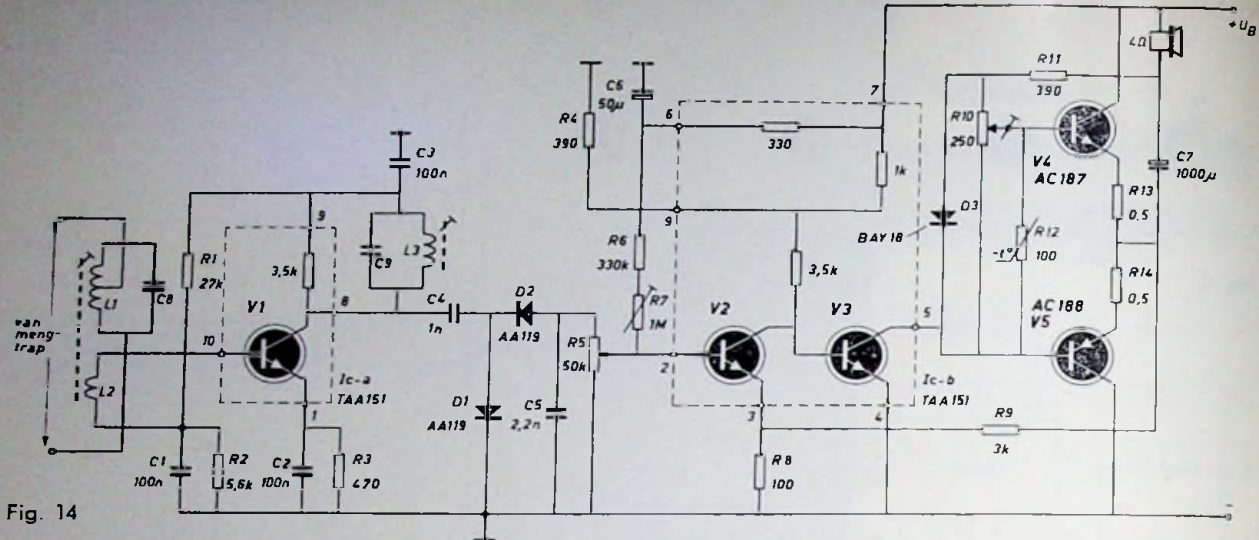 van
meng-
trap
L1
C8
L2
R1
27k
C1
100n
R2
5,6k
10
V1
9
3,5k
8
1
Ic-a
TAA151
C2
100n
R3
470
C3
100n
C9
L3
C4
1n
D1
AA119
D2
AA119
C5
2,2n
R5
50k
R4
390
C6
50µ
R6
330k
R7
1M
6
7
330
1k
9
3,5k
2
V2
V3
5
3
4
Ic-b
TAA151
R8
100
R9
3k
D3
BAY18
R10
250
R11
390
R12
-t°
100
V4
AC187
R13
0,5
R14
0,5
AC188
V5
C7
1000µ
4Ω
+UB
-
Fig. 14